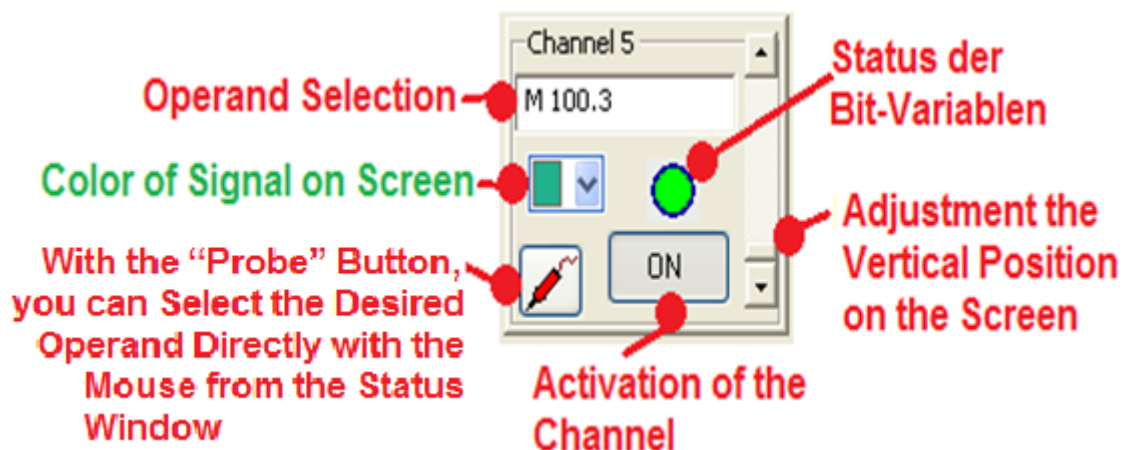 Channel 5
M 100.3
ON
Operand Selection
Color of Signal on Screen
With the “Probe” Button,
you can Select the Desired
Operand Directly with the
Mouse from the Status
Window
Status der
Bit-Variablen
Adjustment the
Vertical Position
on the Screen
Activation of the
Channel